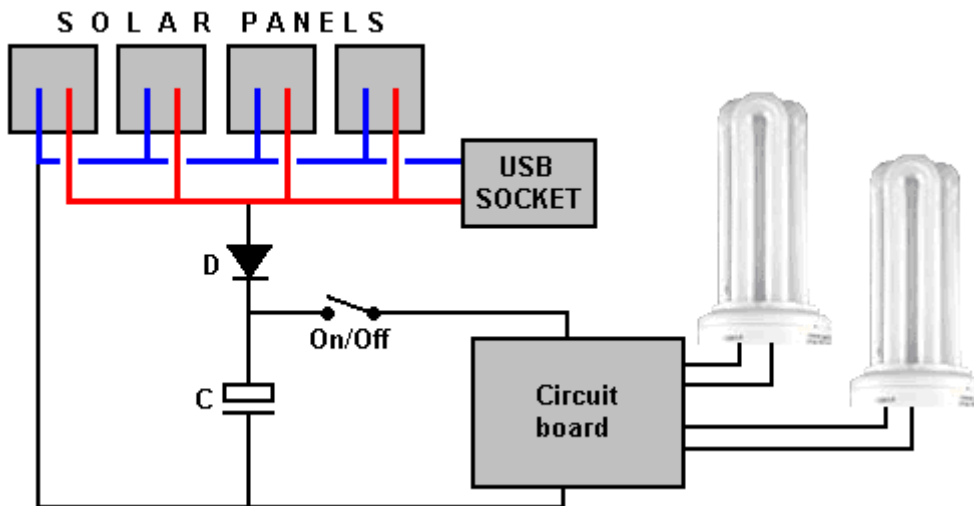 S O L A R  P A N E L S
USB
SOCKET
D
On/Off
C
Circuit
board